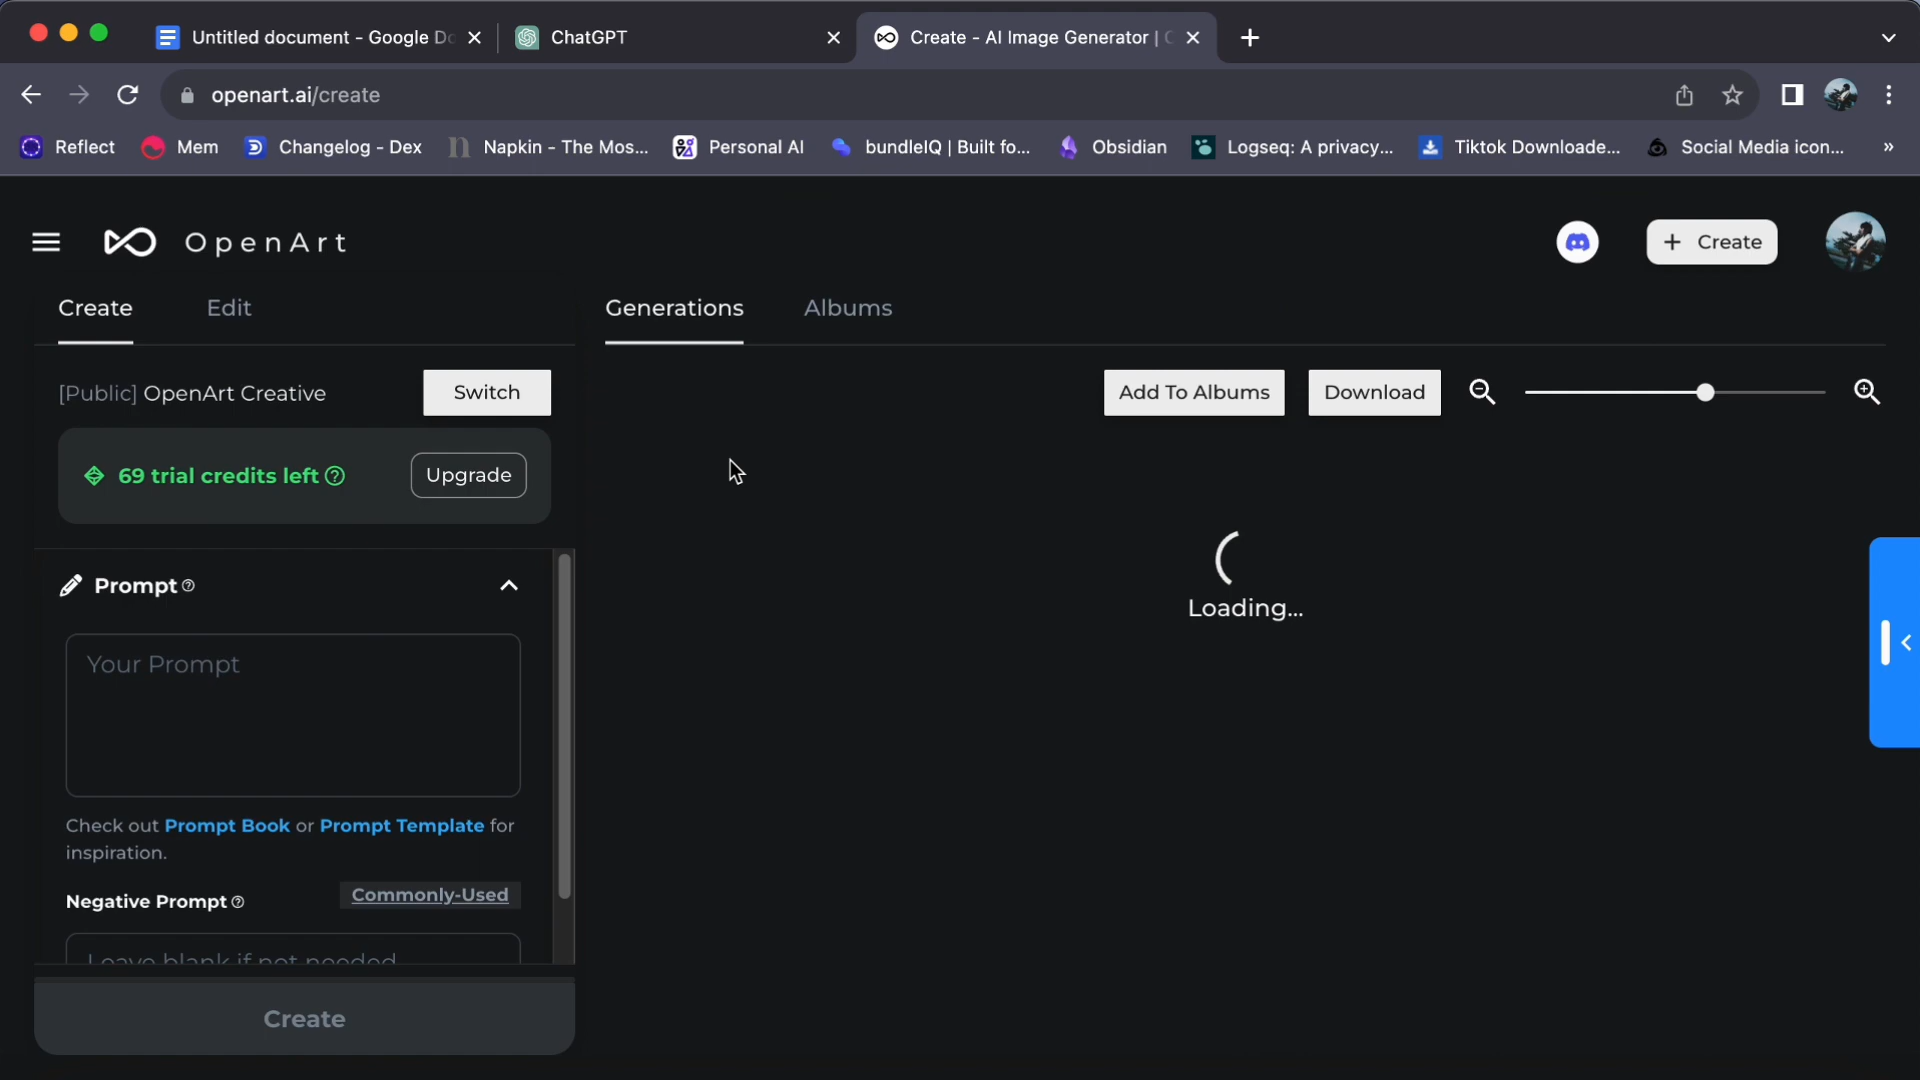 Untitled document - Google Do
ChatGPT
Create - AI Image Generator |
openart.ai/create
Reflect
Mem
Changelog - Dex
Napkin - The Mos...
Personal AI
bundleIQ | Built fo...
Obsidian
Logseq: A privacy...
Tiktok Downloade...
Social Media icon...
»
OpenArt
+ Create
Create
Edit
Generations
Albums
[Public] OpenArt Creative
Switch
Add To Albums
Download
69 trial credits left ?
Upgrade
Prompt ?
Loading...
Your Prompt
Check out Prompt Book or Prompt Template for
inspiration.
Negative Prompt ?
Commonly-Used
Leave blank if not needed
Create